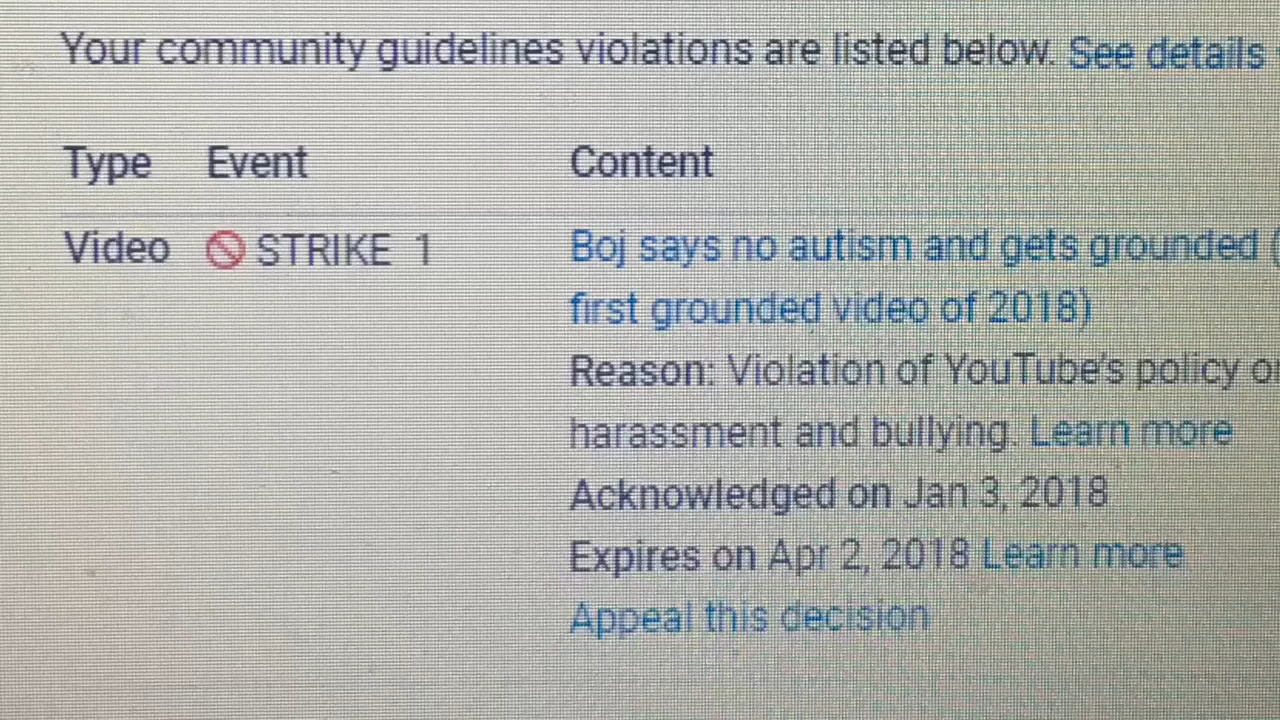 Your community guidelines violations are listed below. See details
Type Event Content
Video STRIKE 1 Boj says no autism and gets grounded (
first grounded video of 2018)
Reason: Violation of YouTube's policy
harassment and bullying. Learn more
Acknowledged on Jan 3, 2018
Expires on Apr 2, 2018 Learn more
Appeal this decision